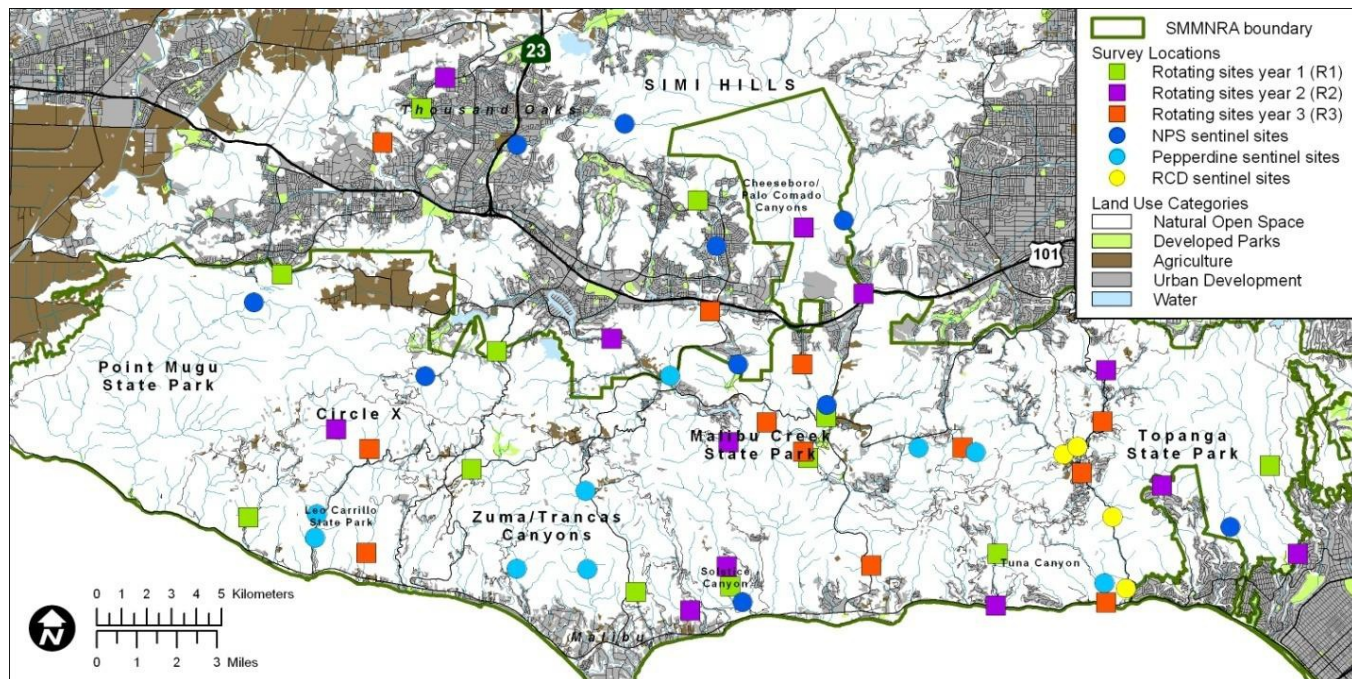 23
SIMI HILLS
Thousand Oaks
Cheeseboro/
Palo Comado
Canyons
101
Point Mugu
State Park
Circle X
Malibu Creek
State Park
Topanga
State Park
Leo Carrillo
State Park
Zuma/Trancas
Canyons
Solstice
Canyon
Tuna Canyon
Malibu
SMMNRA boundary
Survey Locations
Rotating sites year 1 (R1)
Rotating sites year 2 (R2)
Rotating sites year 3 (R3)
NPS sentinel sites
Pepperdine sentinel sites
RCD sentinel sites
Land Use Categories
Natural Open Space
Developed Parks
Agriculture
Urban Development
Water
N
0 1 2 3 4 5 Kilometers
0 1 2 3 Miles